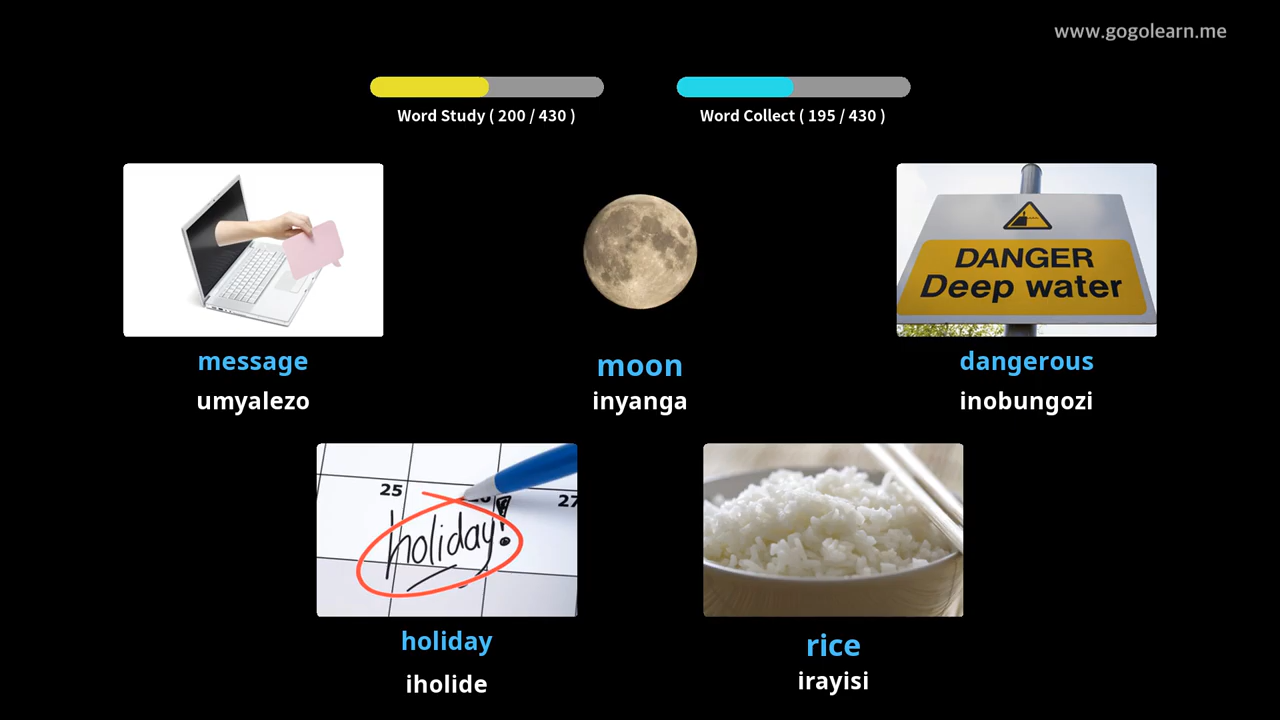 www.gogolearn.me
Word Study ( 200 / 430 )
Word Collect ( 195 / 430 )
DANGER
Deep water
message
umyalezo
moon
inyanga
dangerous
inobungozi
25
27
holiday!
holiday
iholide
rice
irayisi